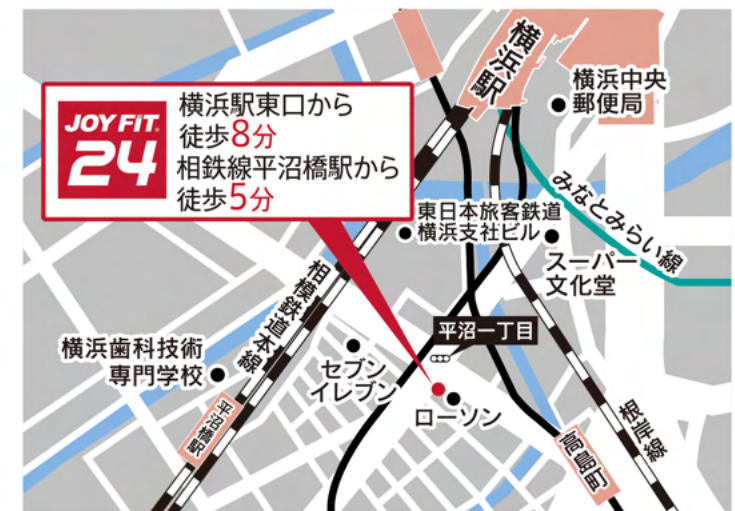 横浜駅
横浜中央
郵便局
JOY FIT
24
横浜駅東口から
徒歩8分
相鉄線平沼橋駅から
徒歩5分
みなとみらい線
東日本旅客鉄道
横浜支社ビル
スーパー
文化堂
相模鉄道本線
平沼一丁目
横浜歯科技術
専門学校
セブン
イレブン
ローソン
平沼橋駅
高島町
根岸線